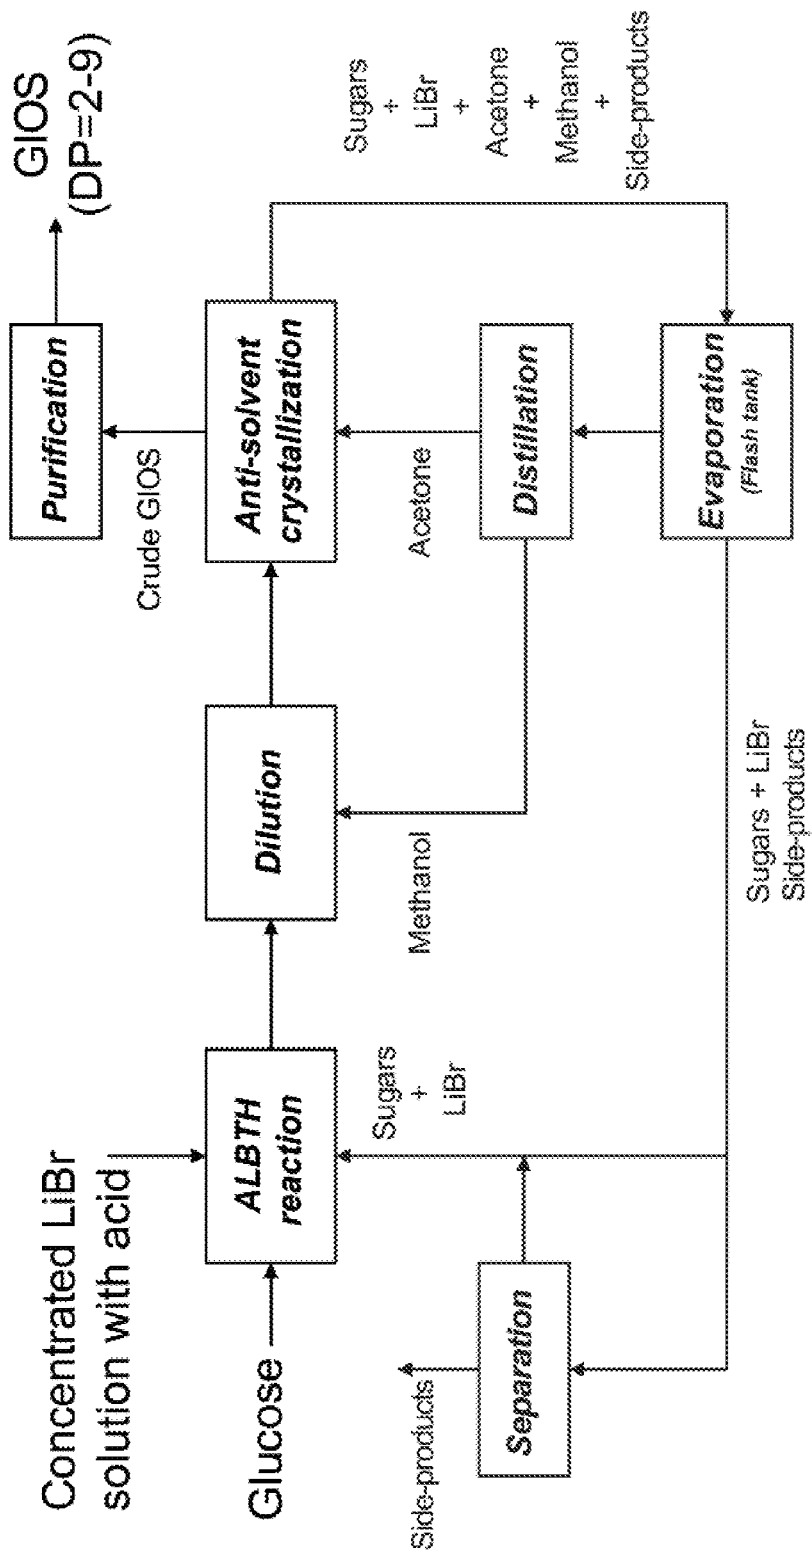 Concentrated LiBr
solution with acid
Glucose
ALBTH
reaction
Dilution
Anti-solvent
crystallization
Crude GlOS
Purification
GlOS
(DP=2-9)
Sugars
+
LiBr
+
Acetone
+
Methanol
+
Side-products
Sugars
+
LiBr
Methanol
Acetone
Distillation
Evaporation
(Flash tank)
Sugars + LiBr
Side-products
Separation
Side-products